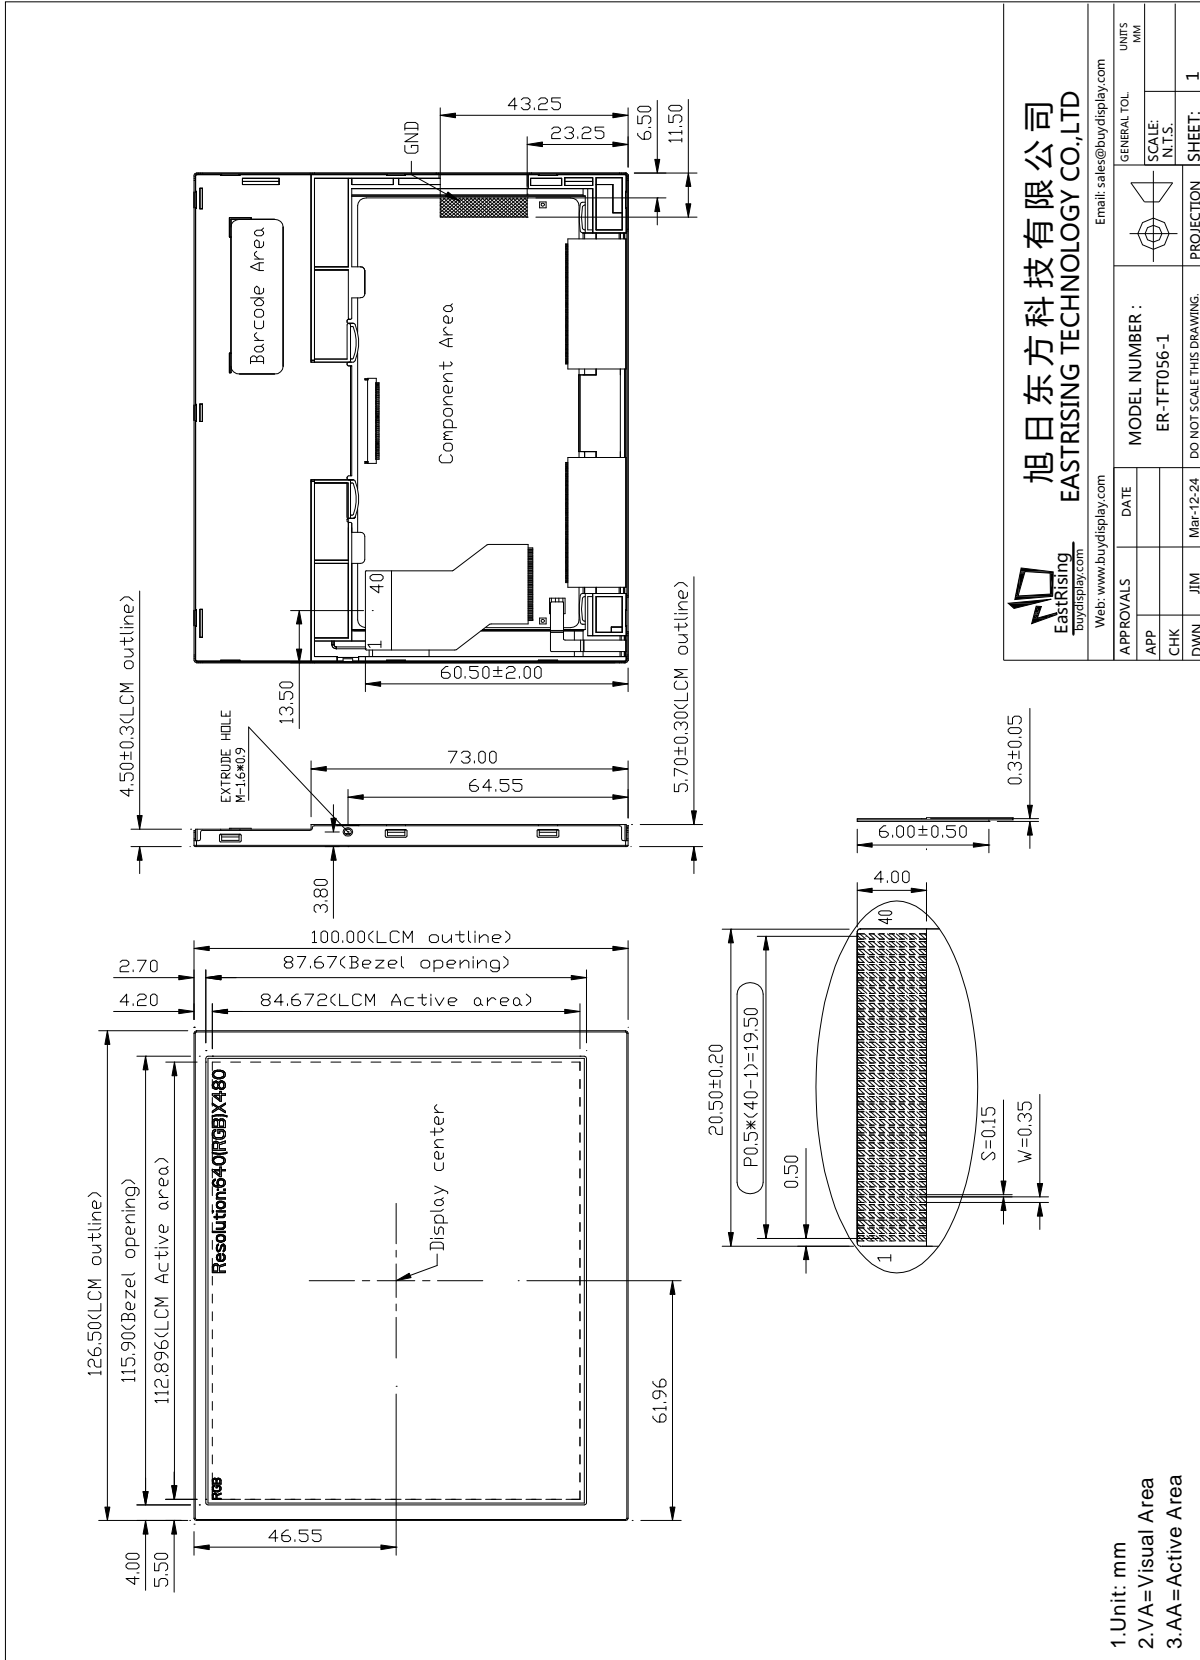 126.50(LCM outline)
115.90(Bezel opening)
112.896(LCM Active area)
4.00
5.50
2.70
4.20
100.00(LCM outline)
87.67(Bezel opening)
84.672(LCM Active area)
RGB
Resolution:640(RGB)X480
Display center
46.55
61.96
4.50±0.3(LCM outline)
EXTRUDE HOLE
M-1.6*0.9
3.80
73.00
64.55
5.70±0.30(LCM outline)
13.50
60.50±2.00
1
40
Barcode Area
Component Area
GND
43.25
23.25
6.50
11.50
20.50±0.20
P0.5*(40-1)=19.50
0.50
1
40
4.00
S=0.15
W=0.35
6.00±0.50
0.3±0.05
1.Unit: mm
2.VA=Visual Area
3.AA=Active Area
EastRising
buydisplay.com
旭日东方科技有限公司
EASTRISING TECHNOLOGY CO.,LTD
Web: www.buydisplay.com
Email: sales@buydisplay.com
APPROVALS
DATE
APP
CHK
DWN
JIM
Mar-12-24
MODEL NUMBER :
ER-TFT056-1
DO NOT SCALE THIS DRAWING.
PROJECTION
GENERAL TOL.
UNITS
MM
SCALE:
N.T.S.
SHEET:
1